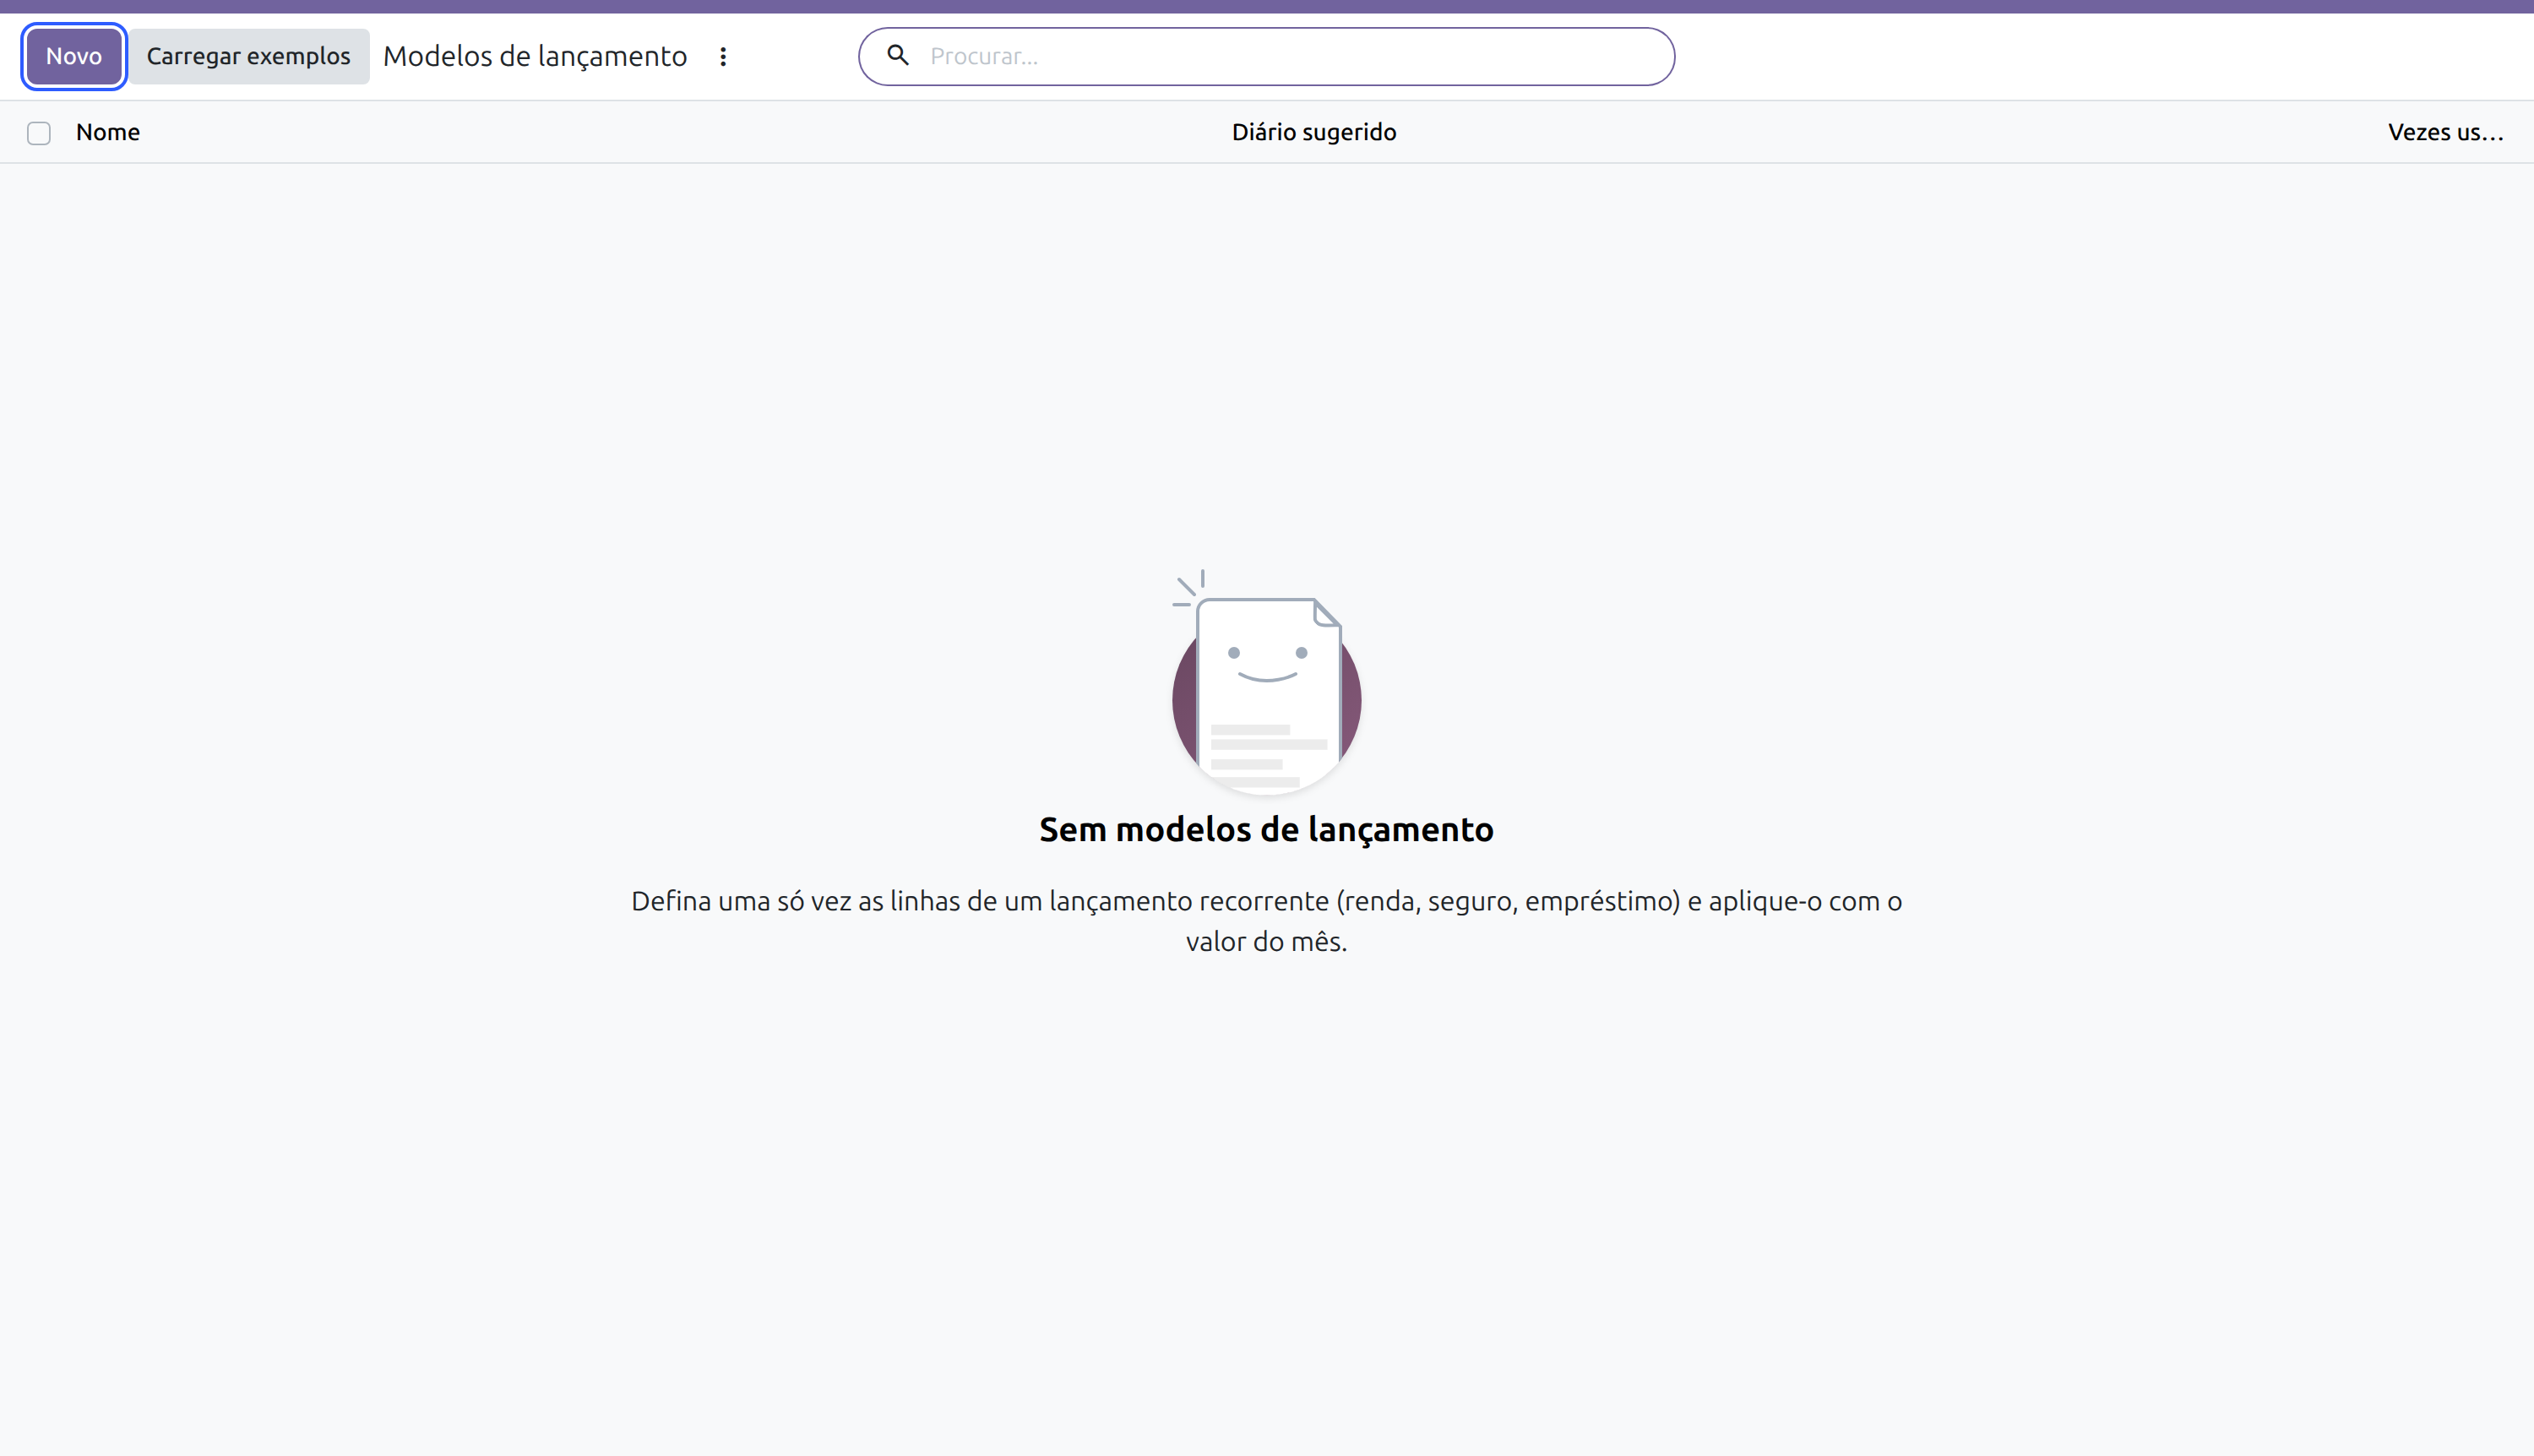 Novo
Carregar exemplos
Modelos de lançamento
Procurar...
Nome
Diário sugerido
Vezes us...
Sem modelos de lançamento
Defina uma só vez as linhas de um lançamento recorrente (renda, seguro, empréstimo) e aplique-o com o
valor do mês.